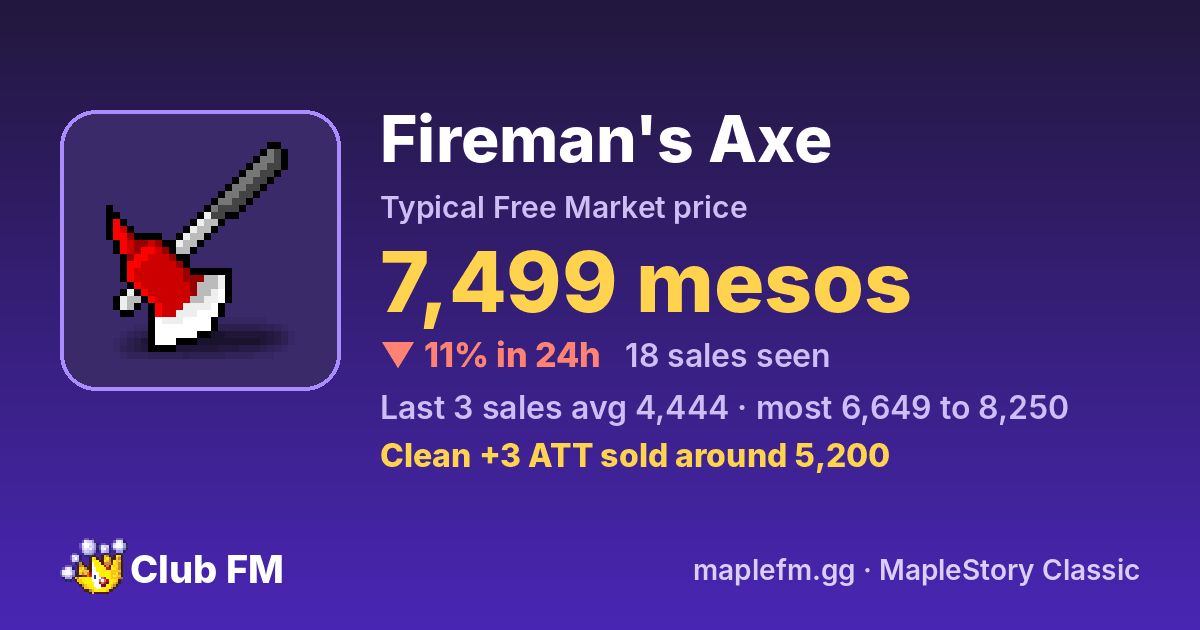 Fireman's Axe
Typical Free Market price
7,499 mesos
▼ 11% in 24h 18 sales seen
Last 3 sales avg 4,444 · most 6,649 to 8,250
Clean +3 ATT sold around 5,200
Club FM
maplefm.gg · MapleStory Classic